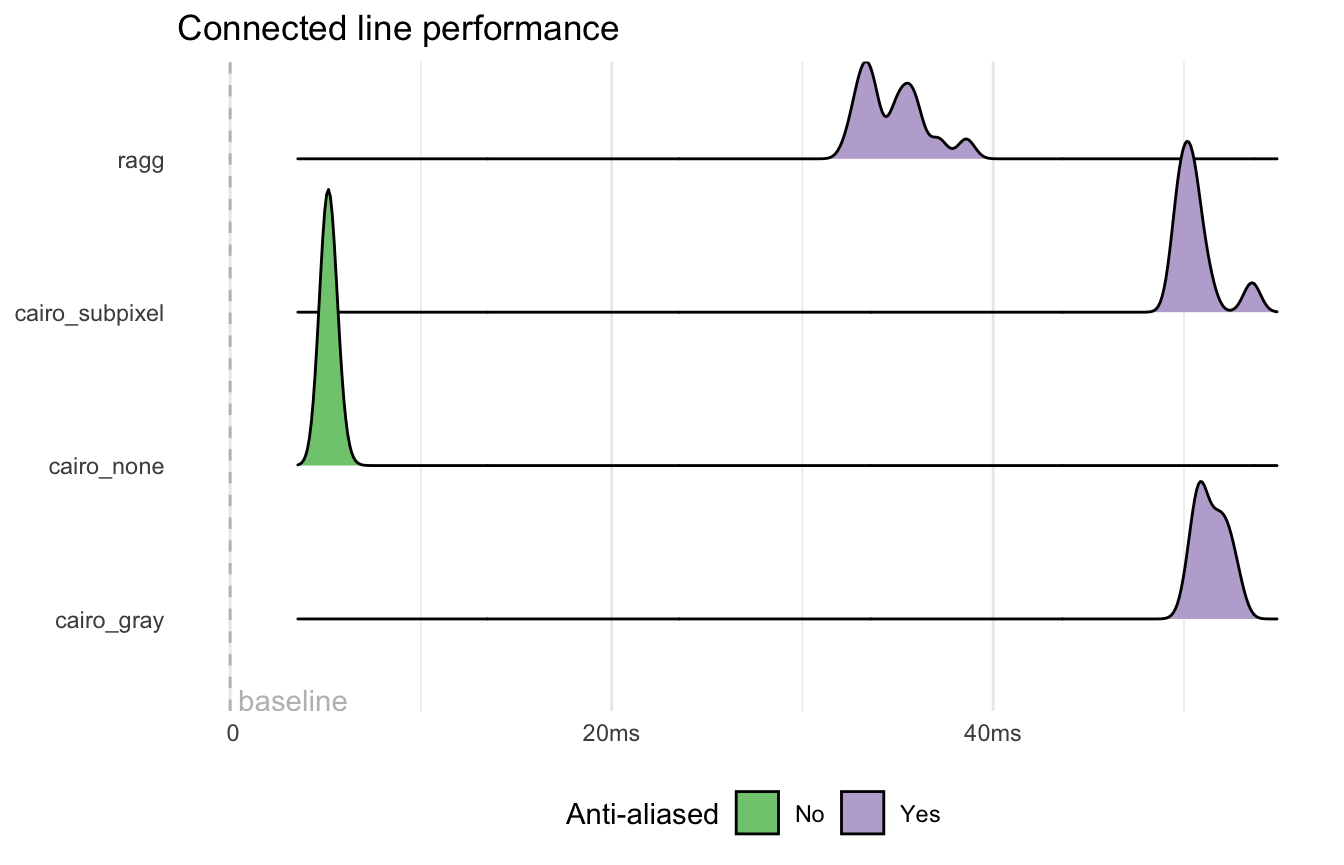 Connected line performance
ragg
cairo_subpixel
cairo_none
cairo_gray
baseline
0 20ms 40ms
Anti-aliased No Yes